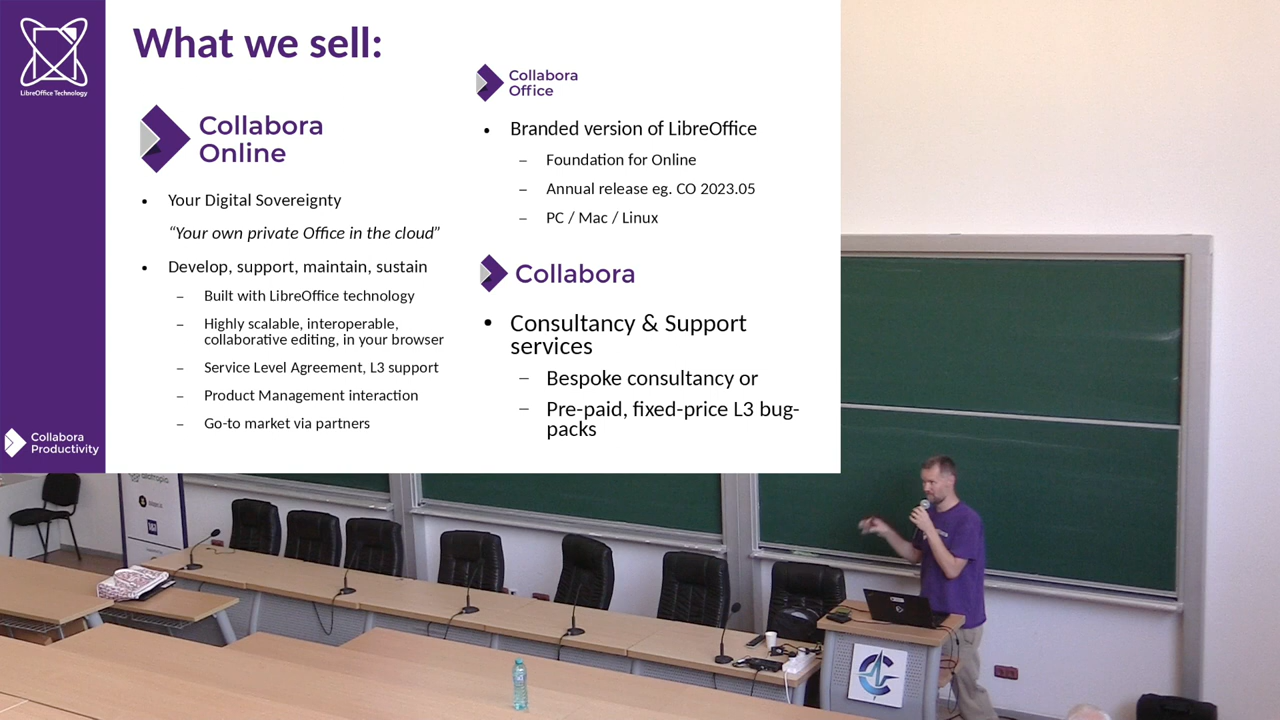 What we sell:
LibreOffice Technology
Collabora
Online
• Your Digital Sovereignty
“Your own private Office in the cloud”
• Develop, support, maintain, sustain
– Built with LibreOffice technology
– Highly scalable, interoperable,
collaborative editing, in your browser
– Service Level Agreement, L3 support
– Product Management interaction
– Go-to market via partners
Collabora
Office
• Branded version of LibreOffice
– Foundation for Online
– Annual release eg. CO 2023.05
– PC / Mac / Linux
Collabora
• Consultancy & Support
services
– Bespoke consultancy or
– Pre-paid, fixed-price L3 bug-
packs
Collabora
Productivity